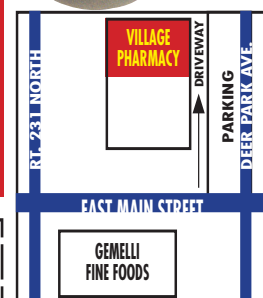 VILLAGE
PHARMACY
DRIVEWAY
PARKING
RT. 231 NORTH
DEER PARK AVE.
EAST MAIN STREET
GEMELLI
FINE FOODS